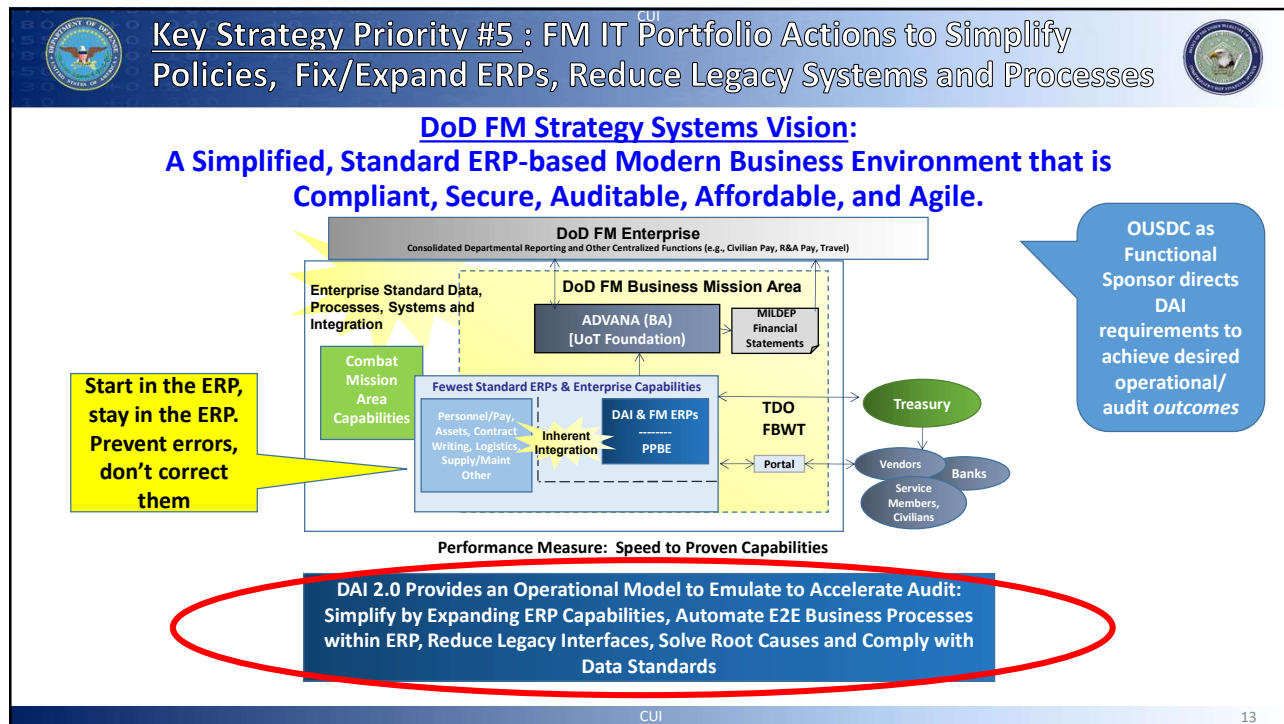 CUI
Key Strategy Priority #5 : FM IT Portfolio Actions to Simplify
Policies, Fix/Expand ERPs, Reduce Legacy Systems and Processes
DoD FM Strategy Systems Vision:
A Simplified, Standard ERP-based Modern Business Environment that is
Compliant, Secure, Auditable, Affordable, and Agile.
DoD FM Enterprise
Consolidated Departmental Reporting and Other Centralized Functions (e.g., Civilian Pay, R&A Pay, Travel)
Enterprise Standard Data,
Processes, Systems and
Integration
DoD FM Business Mission Area
ADVANA (BA)
[UoT Foundation)
MILDEP
Financial
Statements
Combat
Mission
Area
Capabilities
Fewest Standard ERPs & Enterprise Capabilities
Personnel/Pay,
Assets, Contract
Writing, Logistics,
Supply/Maint
Other
Inherent
Integration
DAI & FM ERPs
--------
PPBE
TDO
FBWT
Portal
Treasury
Vendors
Banks
Service
Members,
Civilians
Start in the ERP,
stay in the ERP.
Prevent errors,
don't correct
them
OUSDC as
Functional
Sponsor directs
DAI
requirements to
achieve desired
operational/
audit outcomes
Performance Measure: Speed to Proven Capabilities
DAI 2.0 Provides an Operational Model to Emulate to Accelerate Audit:
Simplify by Expanding ERP Capabilities, Automate E2E Business Processes
within ERP, Reduce Legacy Interfaces, Solve Root Causes and Comply with
Data Standards
CUI
13